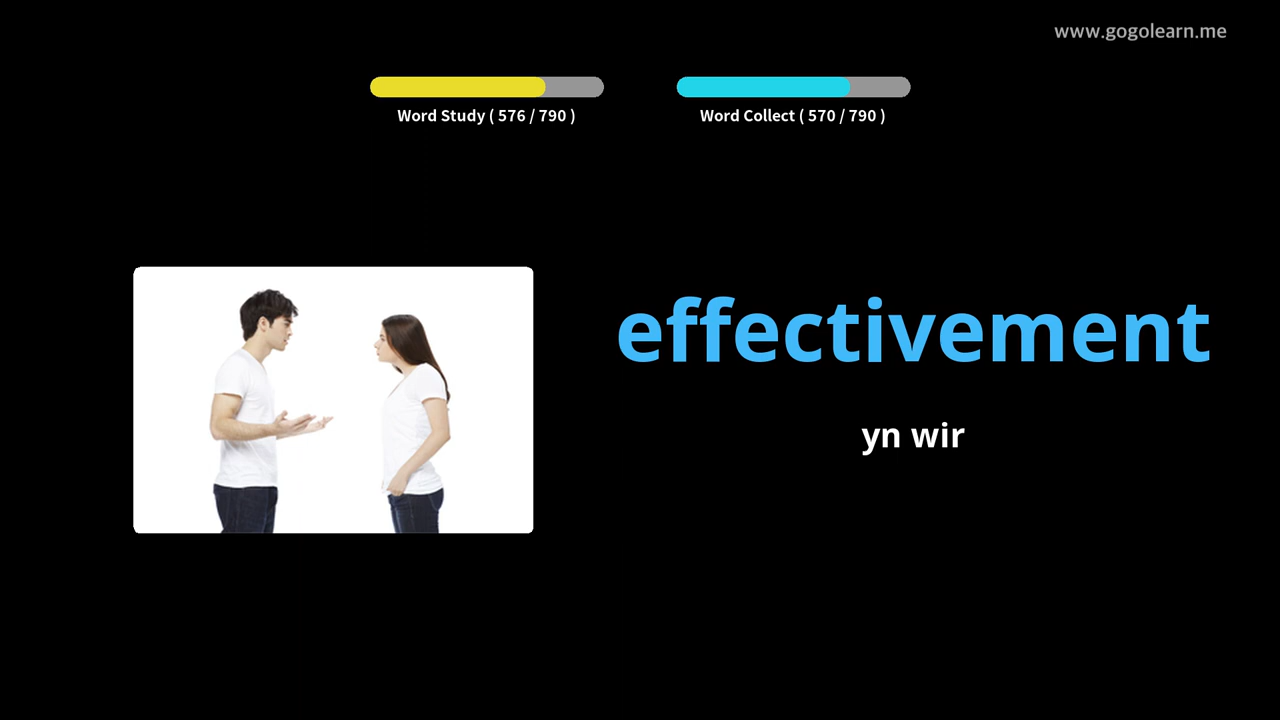 www.gogolearn.me
Word Study ( 576 / 790 )
Word Collect ( 570 / 790 )
effectivement
yn wir